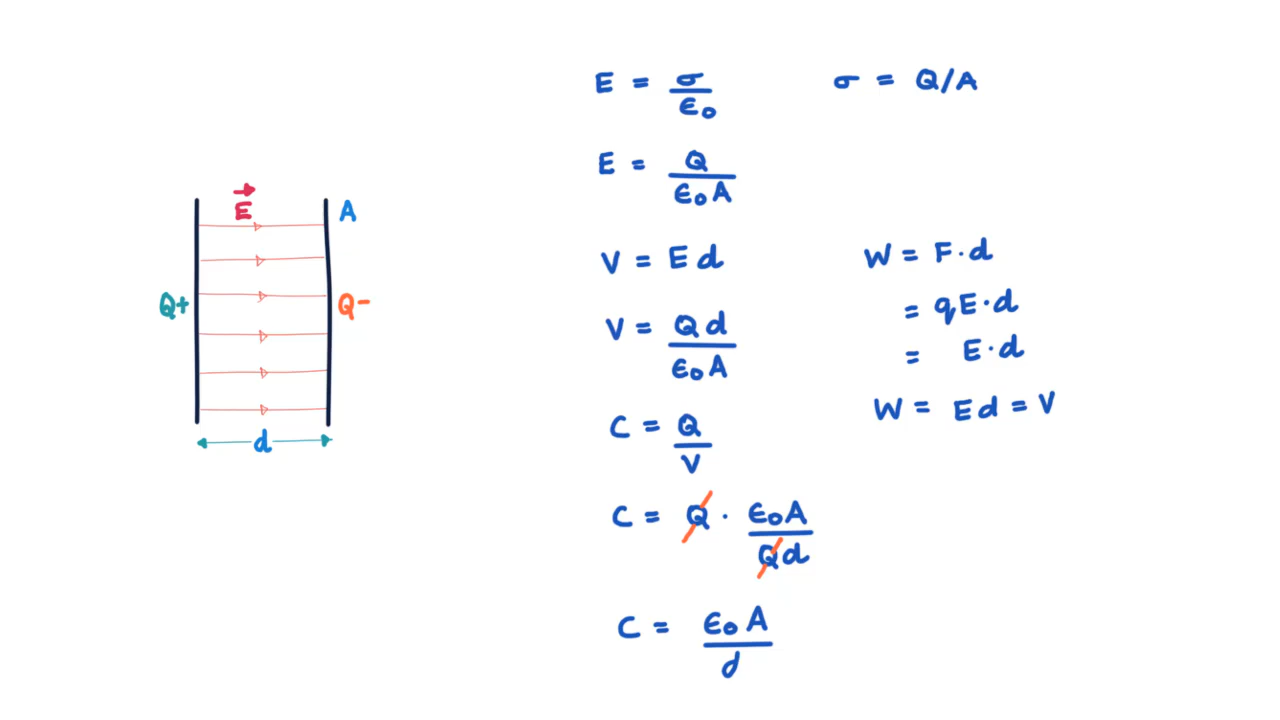 E⃗
A
Q+
Q-
d
E = σ/ε₀
σ = Q/A
E = Q/ε₀A
V = Ed
V = Qd/ε₀A
C = Q/V
C = Q · ε₀A/Qd
C = ε₀A/d
W = F·d
= qE·d
= E·d
W = Ed = V